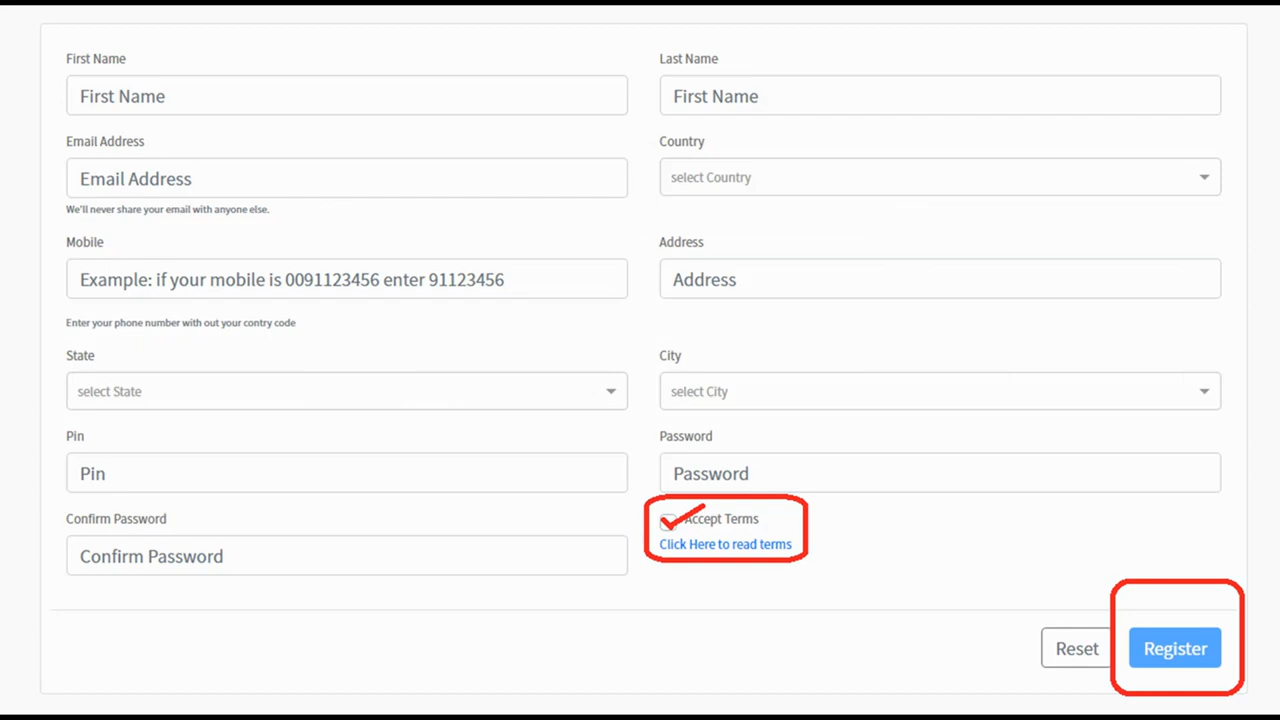 First Name
Last Name
First Name
First Name
Email Address
Country
Email Address
select Country
We'll never share your email with anyone else.
Mobile
Address
Example: if your mobile is 0091123456 enter 91123456
Address
Enter your phone number with out your contry code
State
City
select State
select City
Pin
Password
Pin
Password
Confirm Password
Accept Terms
Click Here to read terms
Confirm Password
Reset
Register